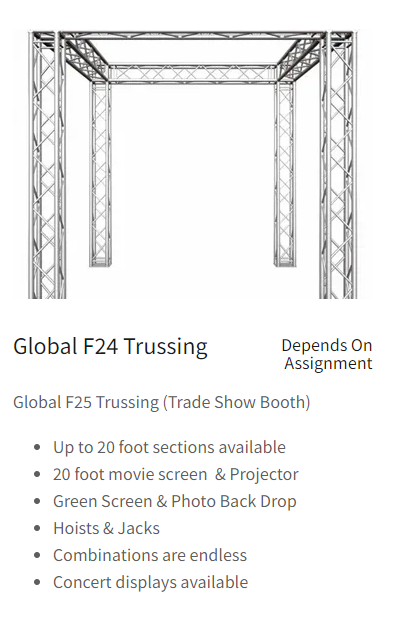 Global F24 Trussing
Depends On
Assignment
Global F25 Trussing (Trade Show Booth)
Up to 20 foot sections available
20 foot movie screen & Projector
Green Screen & Photo Back Drop
Hoists & Jacks
Combinations are endless
Concert displays available